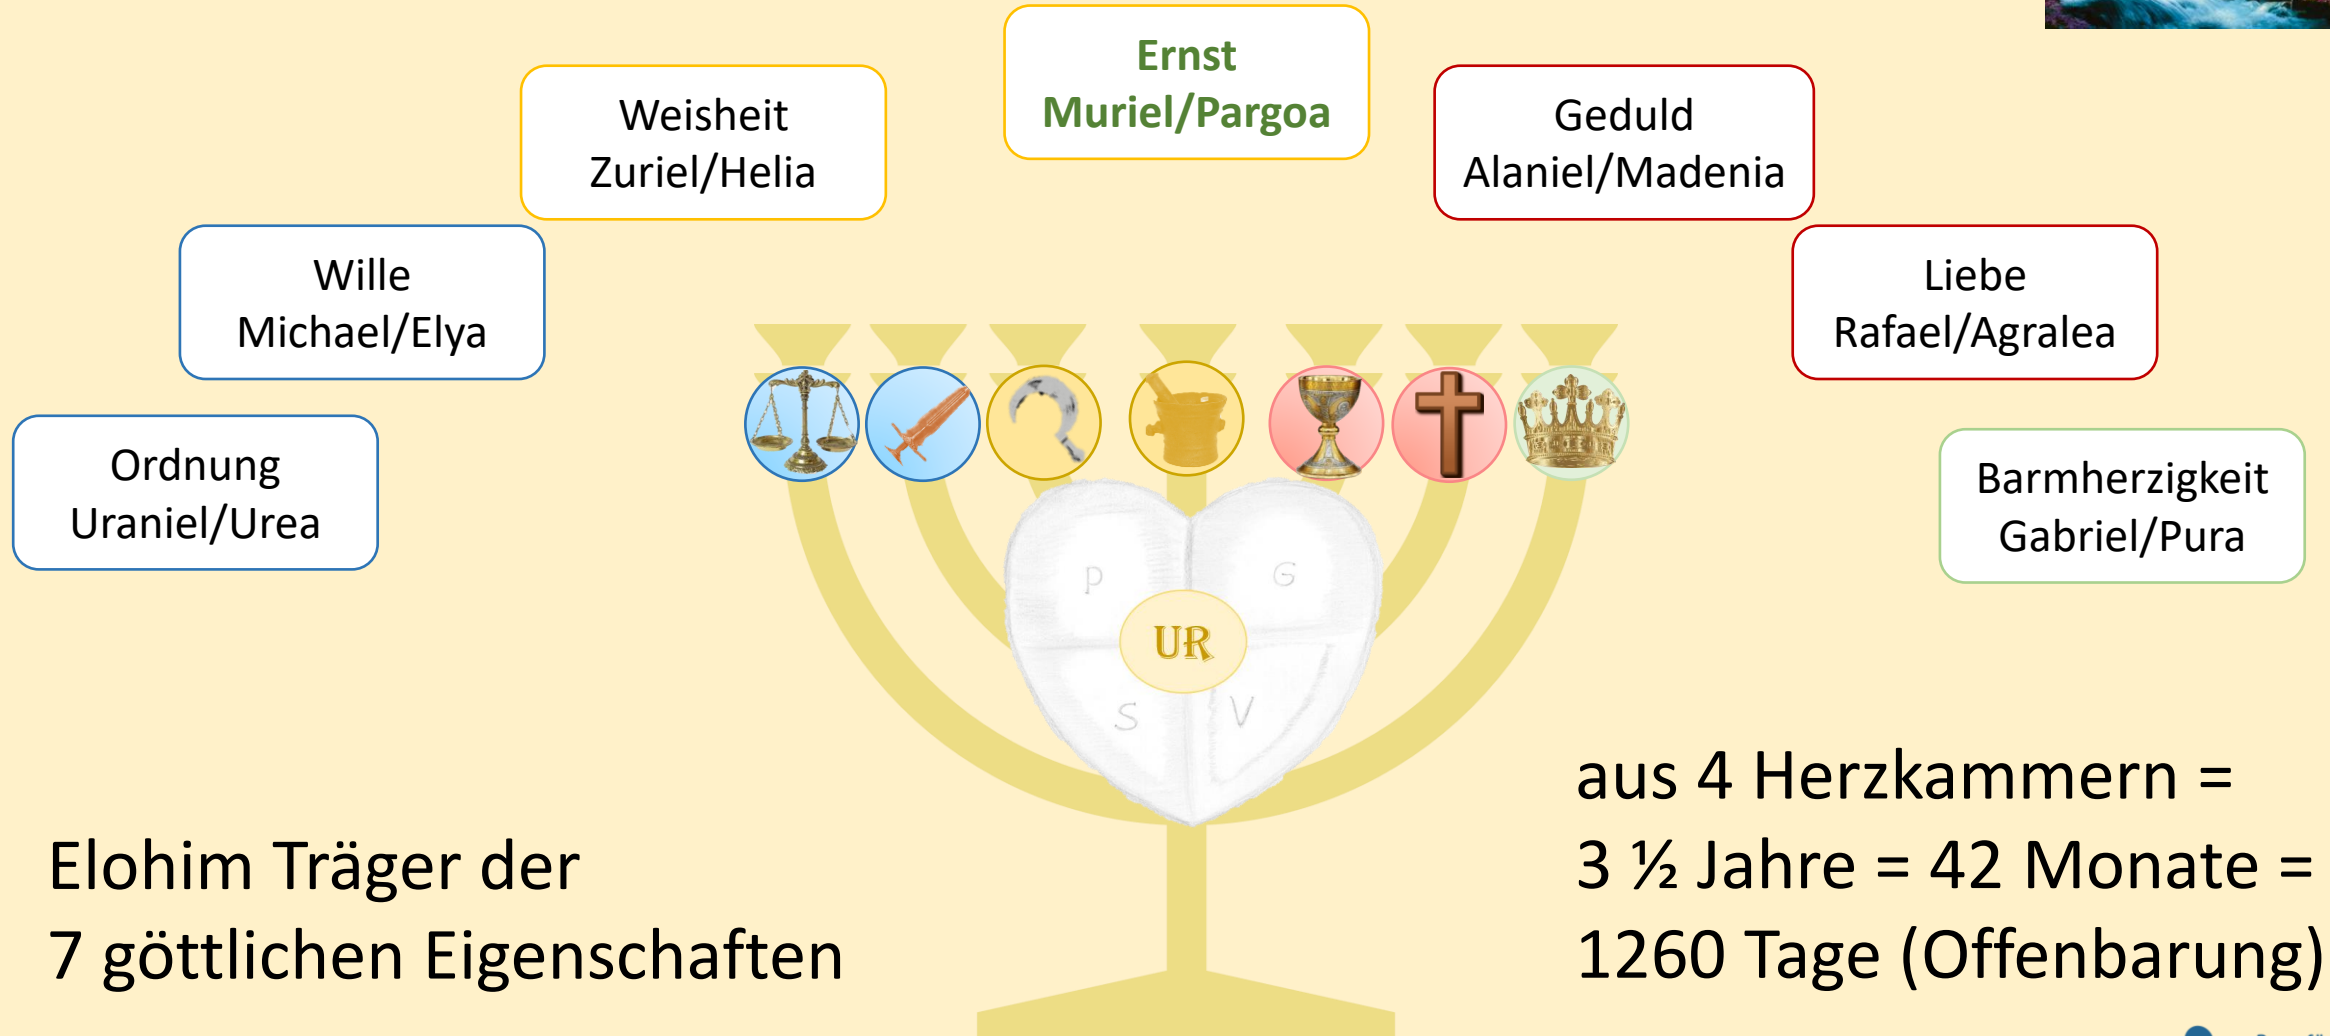 Ernst
Muriel/Pargoa
Weisheit
Zuriel/Helia
Geduld
Alaniel/Madenia
Wille
Michael/Elya
Liebe
Rafael/Agralea
Ordnung
Uraniel/Urea
Barmherzigkeit
Gabriel/Pura
P G
UR
S V
Elohim Träger der
7 göttlichen Eigenschaften
aus 4 Herzkammern =
3 ½ Jahre = 42 Monate =
1260 Tage (Offenbarung)